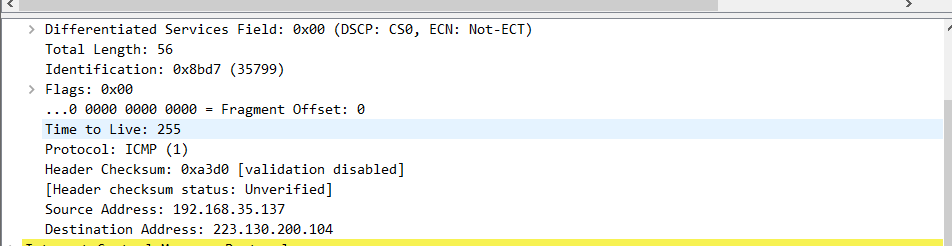 Differentiated Services Field: 0x00 (DSCP: CS0, ECN: Not-ECT)
Total Length: 56
Identification: 0x8bd7 (35799)
Flags: 0x00
...0 0000 0000 0000 = Fragment Offset: 0
Time to Live: 255
Protocol: ICMP (1)
Header Checksum: 0xa3d0 [validation disabled]
[Header checksum status: Unverified]
Source Address: 192.168.35.137
Destination Address: 223.130.200.104